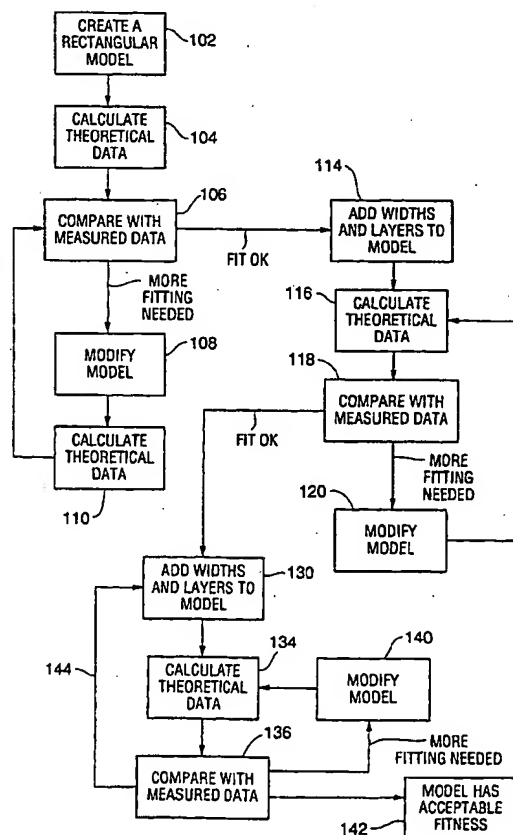 CREATE A
RECTANGULAR
MODEL
102
CALCULATE
THEORETICAL
DATA
104
106
COMPARE WITH
MEASURED DATA
FIT OK
MORE
FITTING
NEEDED
108
MODIFY
MODEL
CALCULATE
THEORETICAL
DATA
110
114
ADD WIDTHS
AND LAYERS TO
MODEL
116
CALCULATE
THEORETICAL
DATA
118
COMPARE WITH
MEASURED DATA
FIT OK
MORE
FITTING
NEEDED
120
MODIFY
MODEL
ADD WIDTHS
AND LAYERS TO
MODEL
130
134
CALCULATE
THEORETICAL
DATA
140
MODIFY
MODEL
144
136
COMPARE WITH
MEASURED DATA
MORE
FITTING NEEDED
MODEL HAS
ACCEPTABLE
FITNESS
142